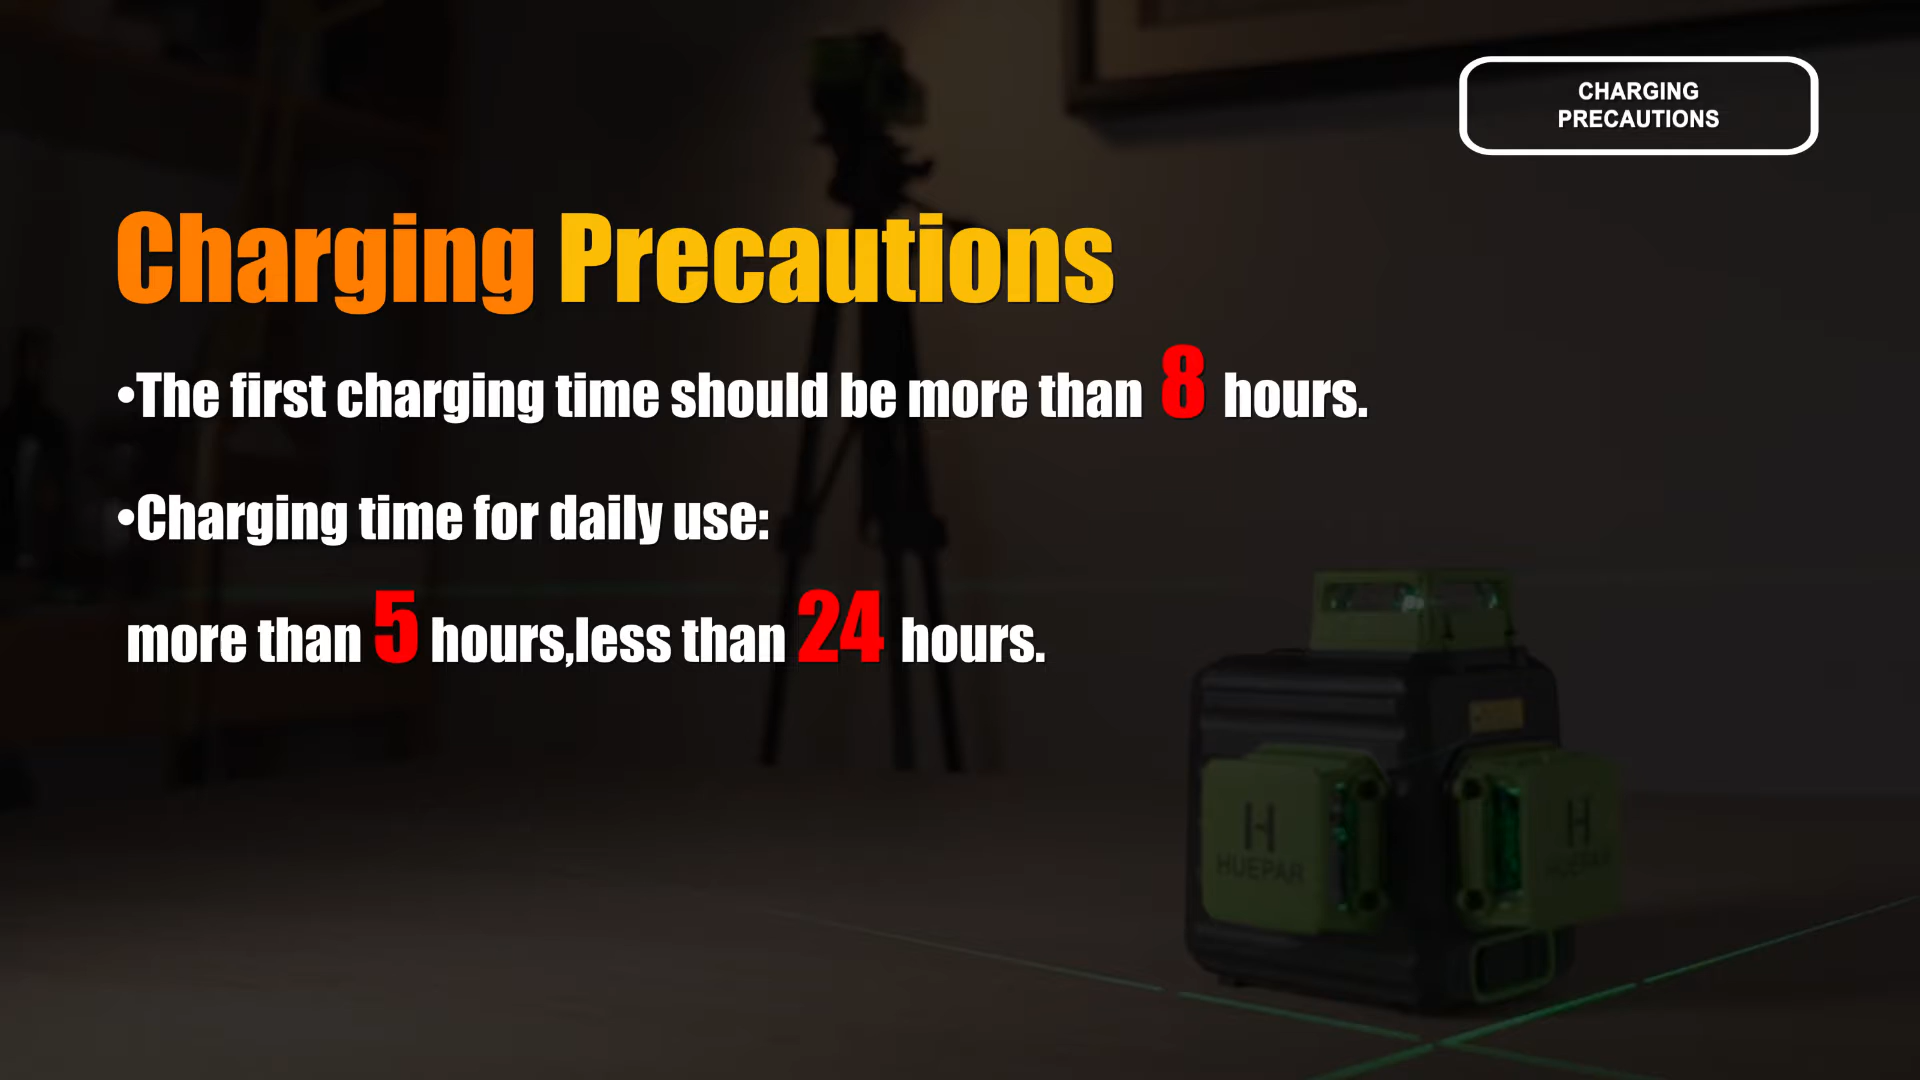 CHARGING
PRECAUTIONS
Charging Precautions
•The first charging time should be more than 8 hours.
•Charging time for daily use:
more than 5 hours,less than 24 hours.
H
HUEPAR
H
HUEPAR